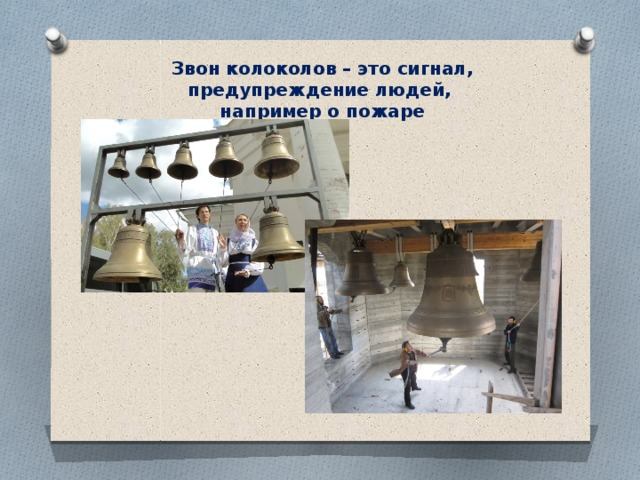 Звон колоколов – это сигнал,
предупреждение людей,
например о пожаре